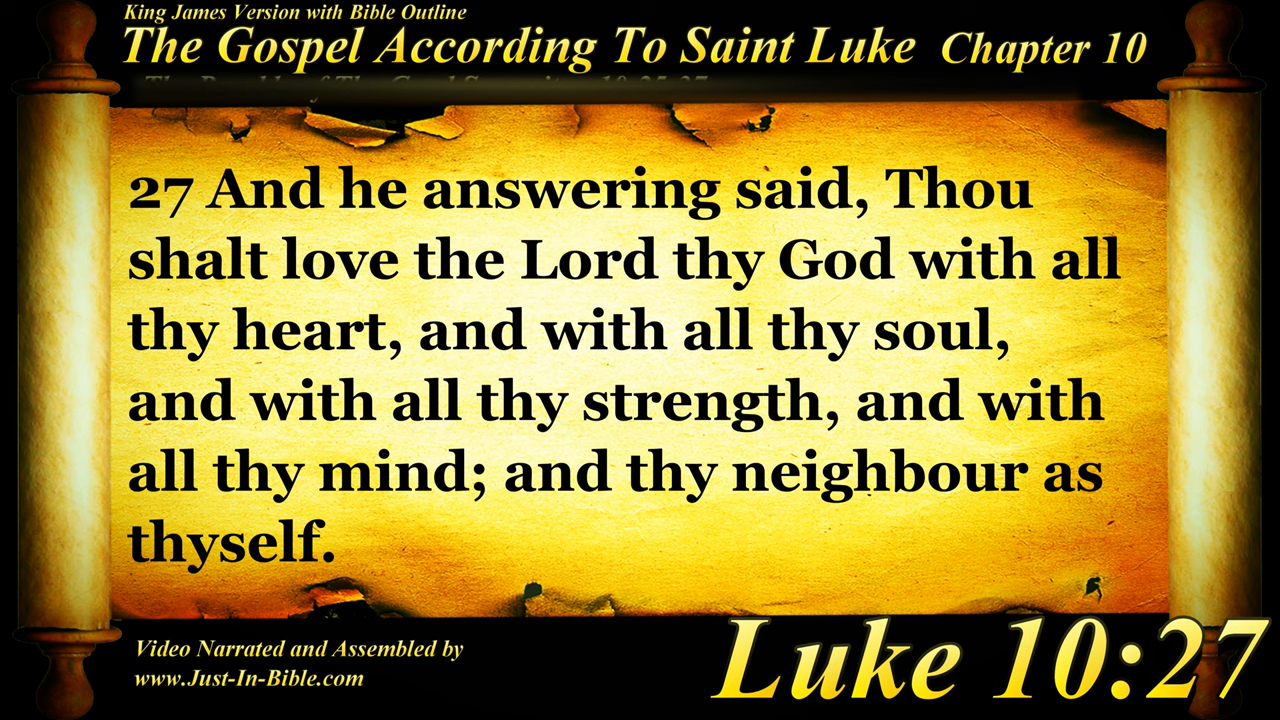 King James Version with Bible Outline
The Gospel According To Saint Luke Chapter 10
27 And he answering said, Thou
shalt love the Lord thy God with all
thy heart, and with all thy soul,
and with all thy strength, and with
all thy mind; and thy neighbour as
thyself.
Video Narrated and Assembled by
www.Just-In-Bible.com
Luke 10:27